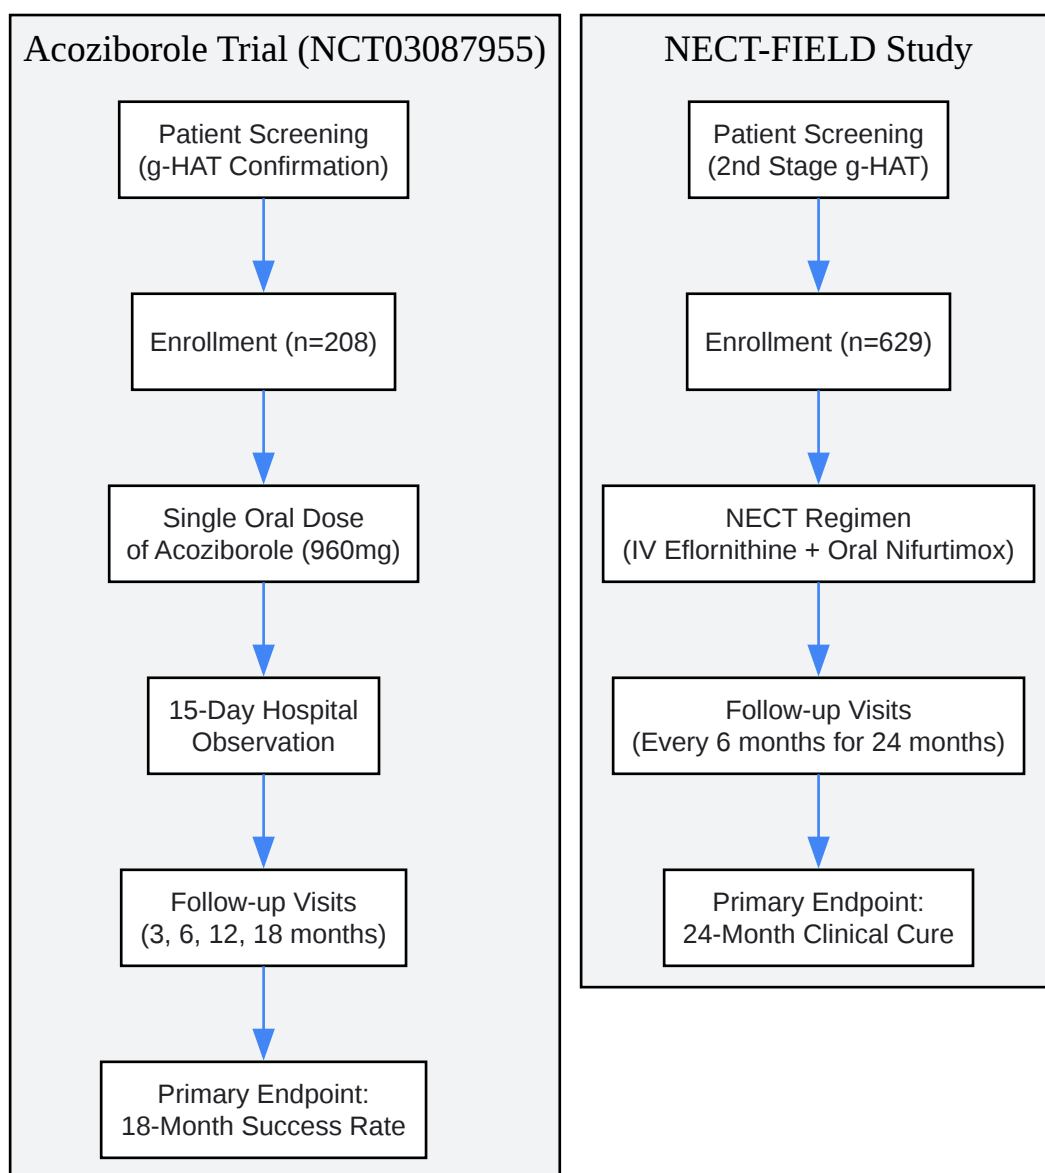 Acoziborole Trial (NCT03087955)
Patient Screening
(g-HAT Confirmation)
Enrollment (n=208)
Single Oral Dose
of Acoziborole (960mg)
15-Day Hospital
Observation
Follow-up Visits
(3, 6, 12, 18 months)
Primary Endpoint:
18-Month Success Rate
NECT-FIELD Study
Patient Screening
(2nd Stage g-HAT)
Enrollment (n=629)
NECT Regimen
(IV Eflornithine + Oral Nifurtimox)
Follow-up Visits
(Every 6 months for 24 months)
Primary Endpoint:
24-Month Clinical Cure